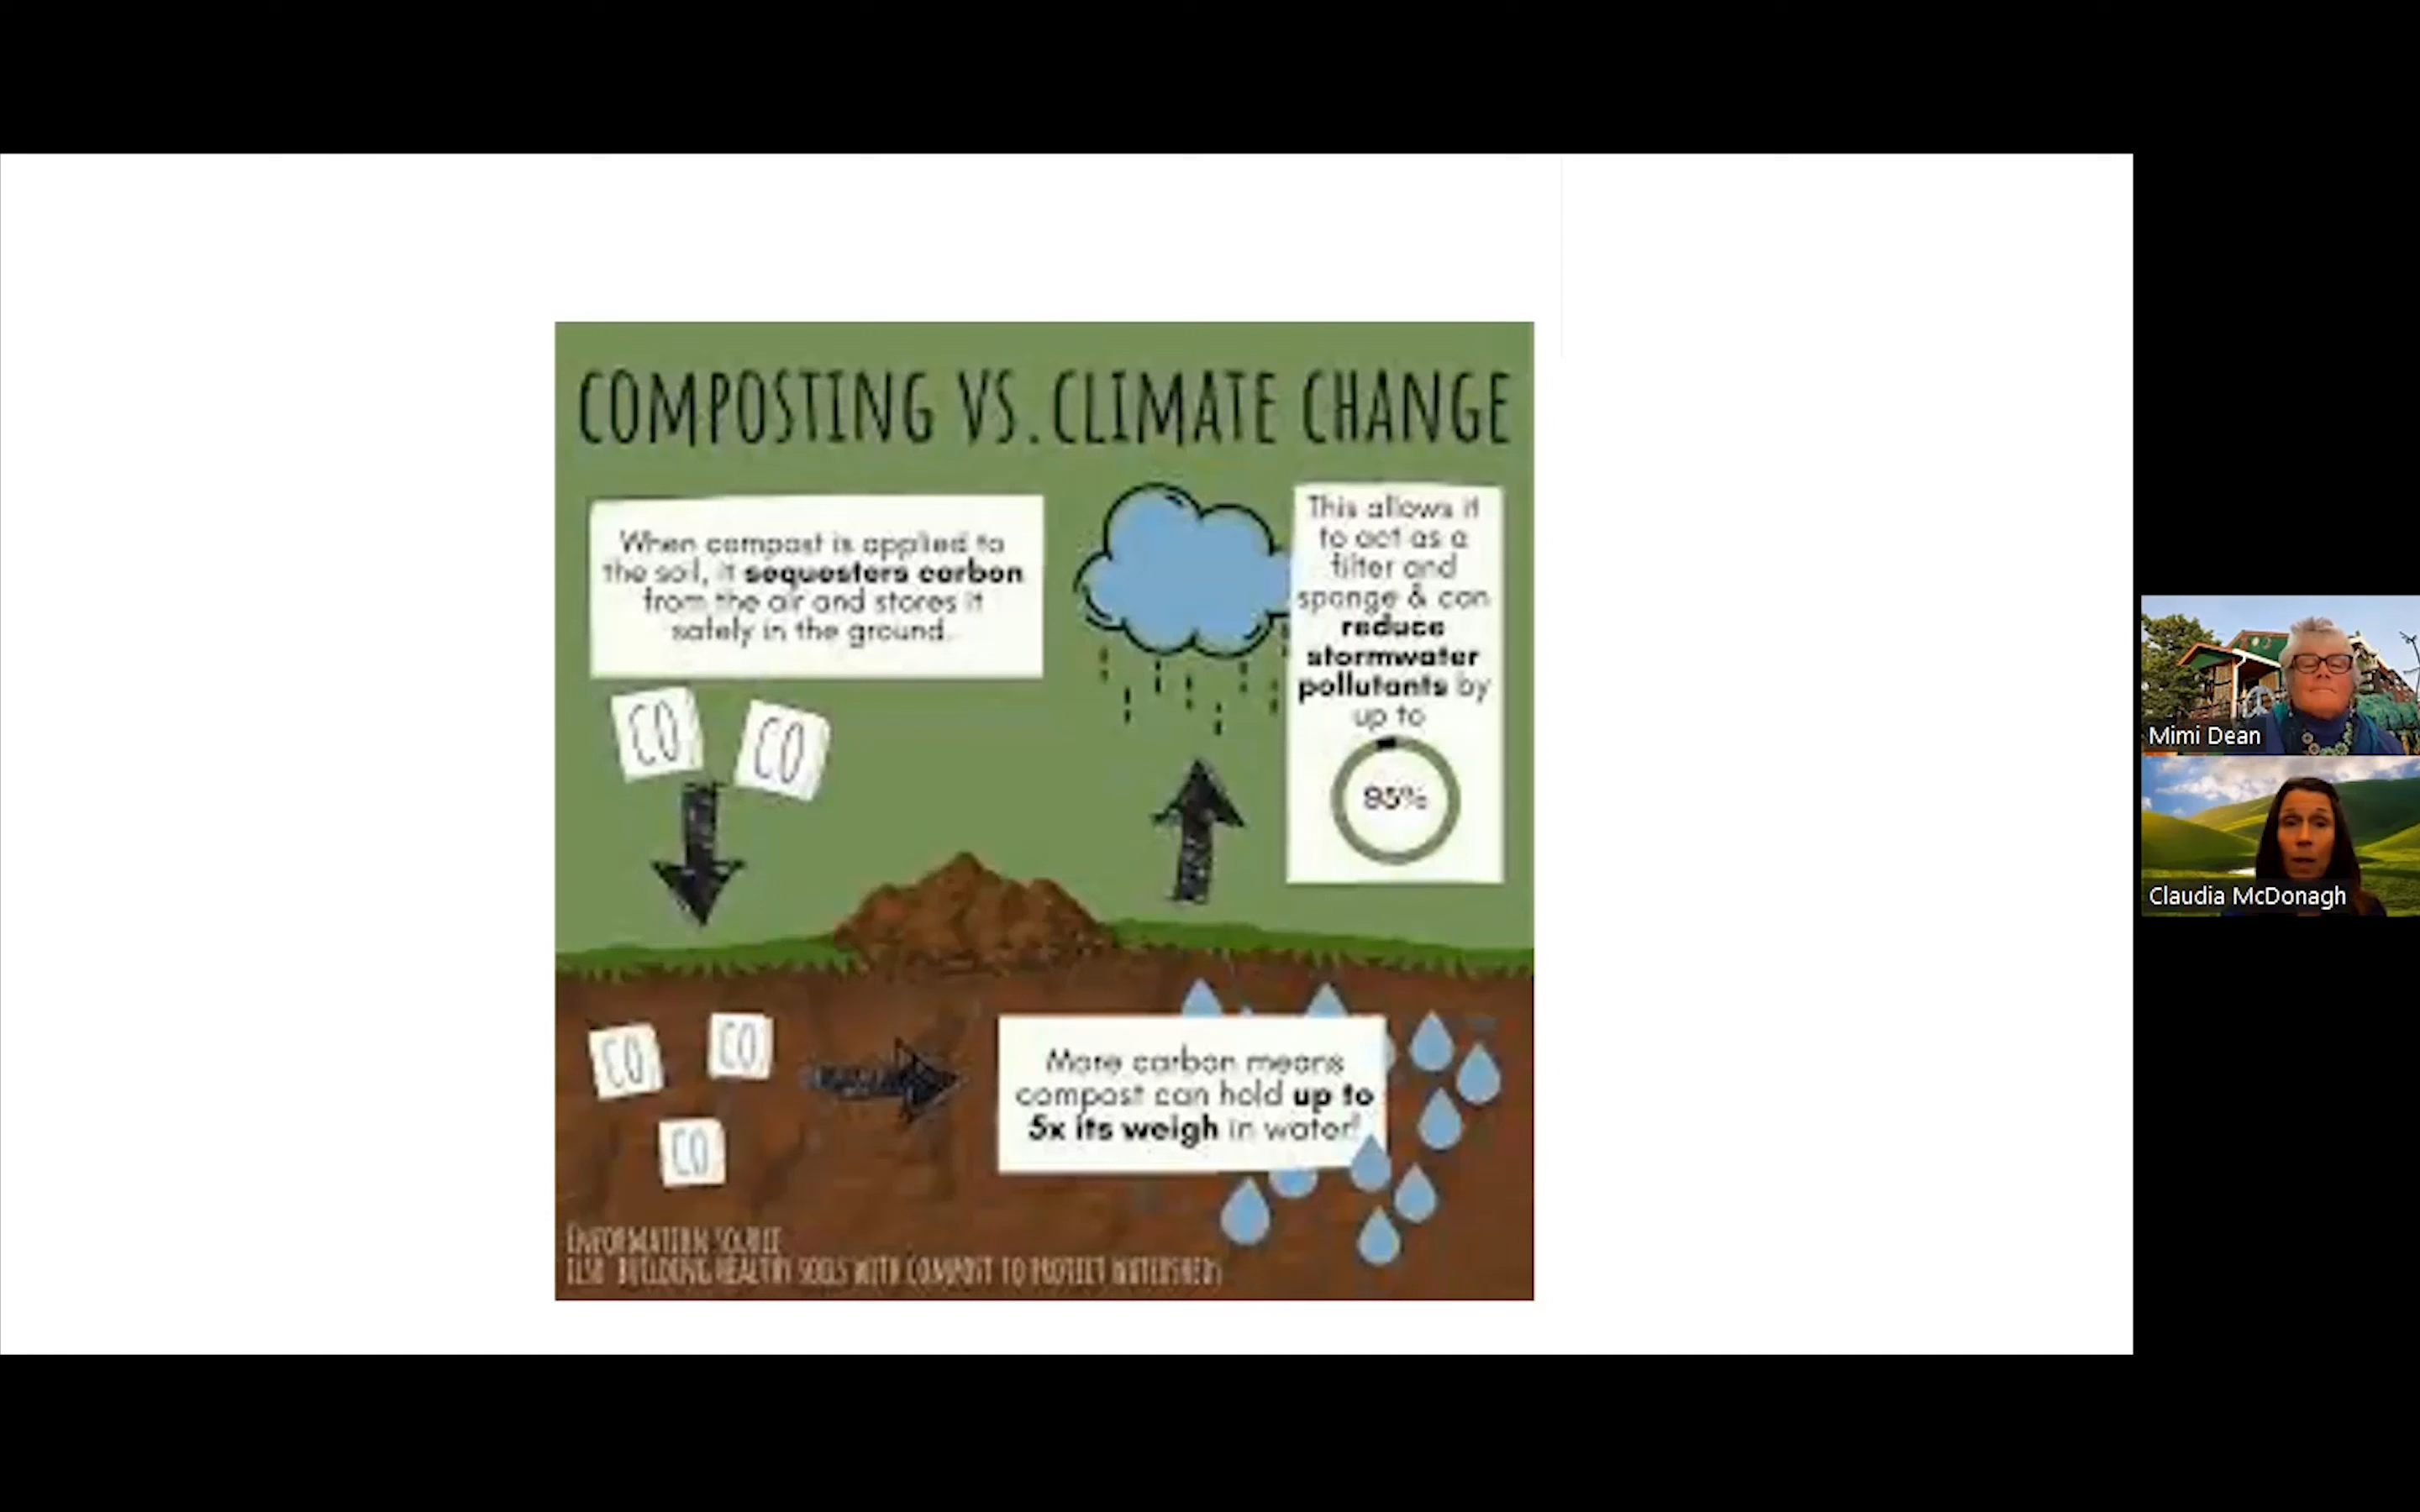 COMPOSTING VS. CLIMATE CHANGE
When compost is applied to
the soil, it sequesters carbon
from the air and stores it
safely in the ground.
CO
CO
This allows it
to act as a
filter and
sponge & can
reduce
stormwater
pollutants by
up to
95%
CO
CO
CO
More carbon means
compost can hold up to
5x its weigh in water!
INFORMATION SOURCE
BUILDING HEALTHY SOILS WITH COMPOST TO PROTECT WATERSHEDS
Mimi Dean
Claudia McDonagh